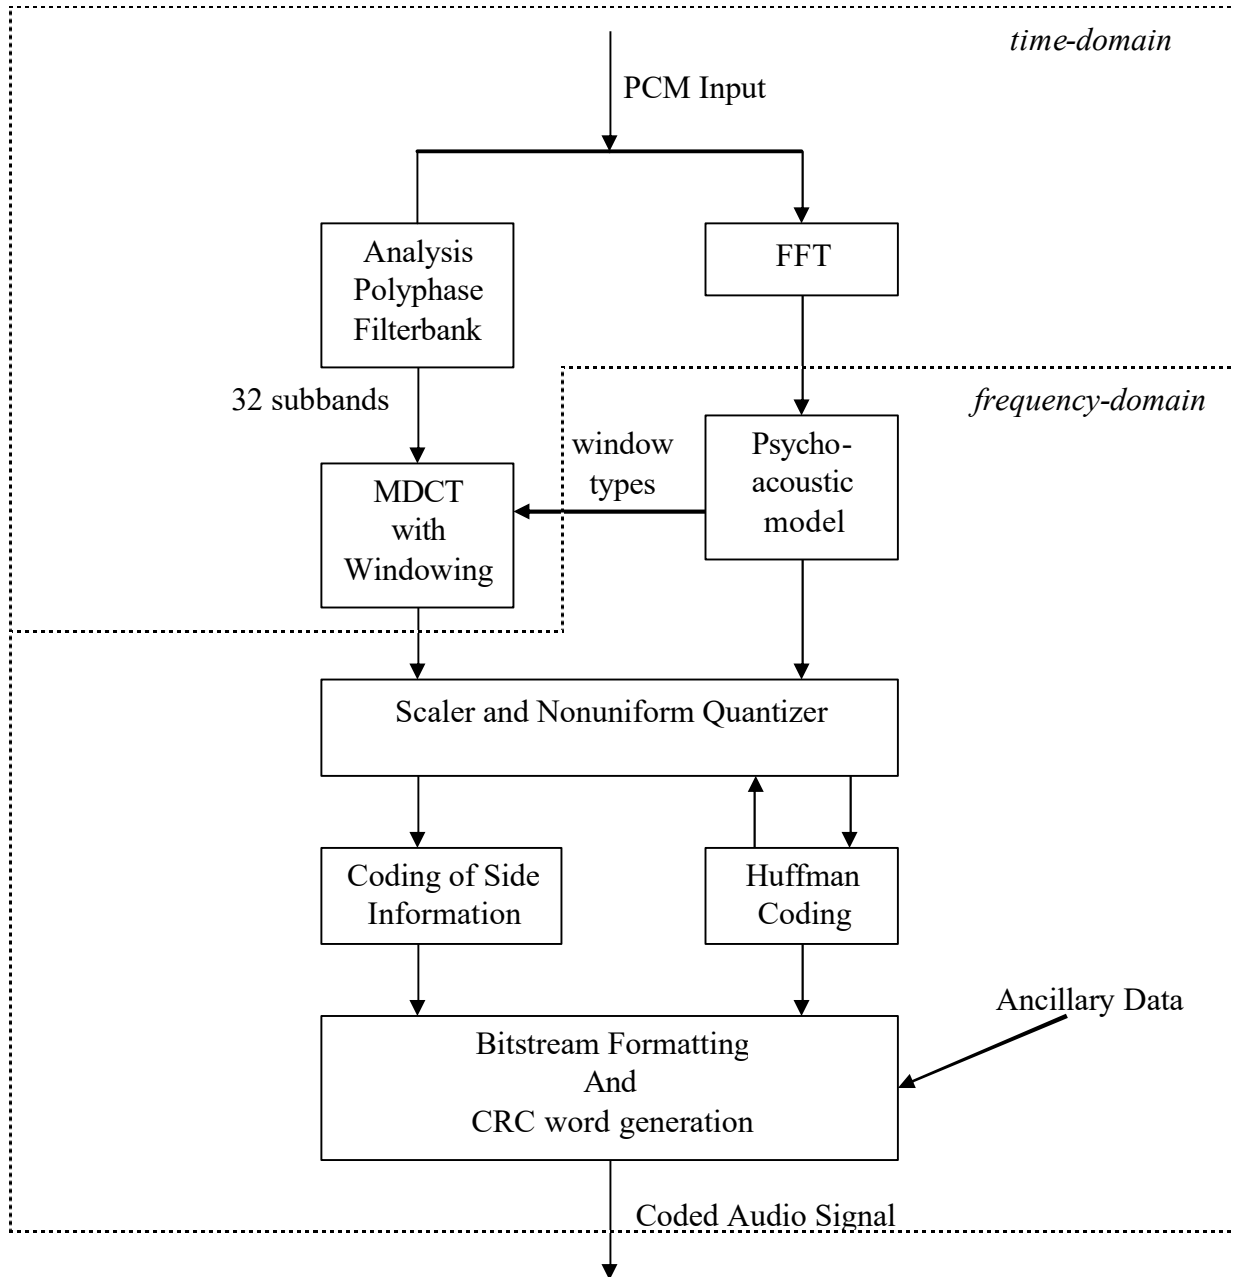 time-domain
PCM Input
Analysis
Polyphase
Filterbank
FFT
32 subbands
frequency-domain
window
types
Psycho-
acoustic
model
MDCT
with
Windowing
Scaler and Nonuniform Quantizer
Coding of Side
Information
Huffman
Coding
Ancillary Data
Bitstream Formatting
And
CRC word generation
Coded Audio Signal